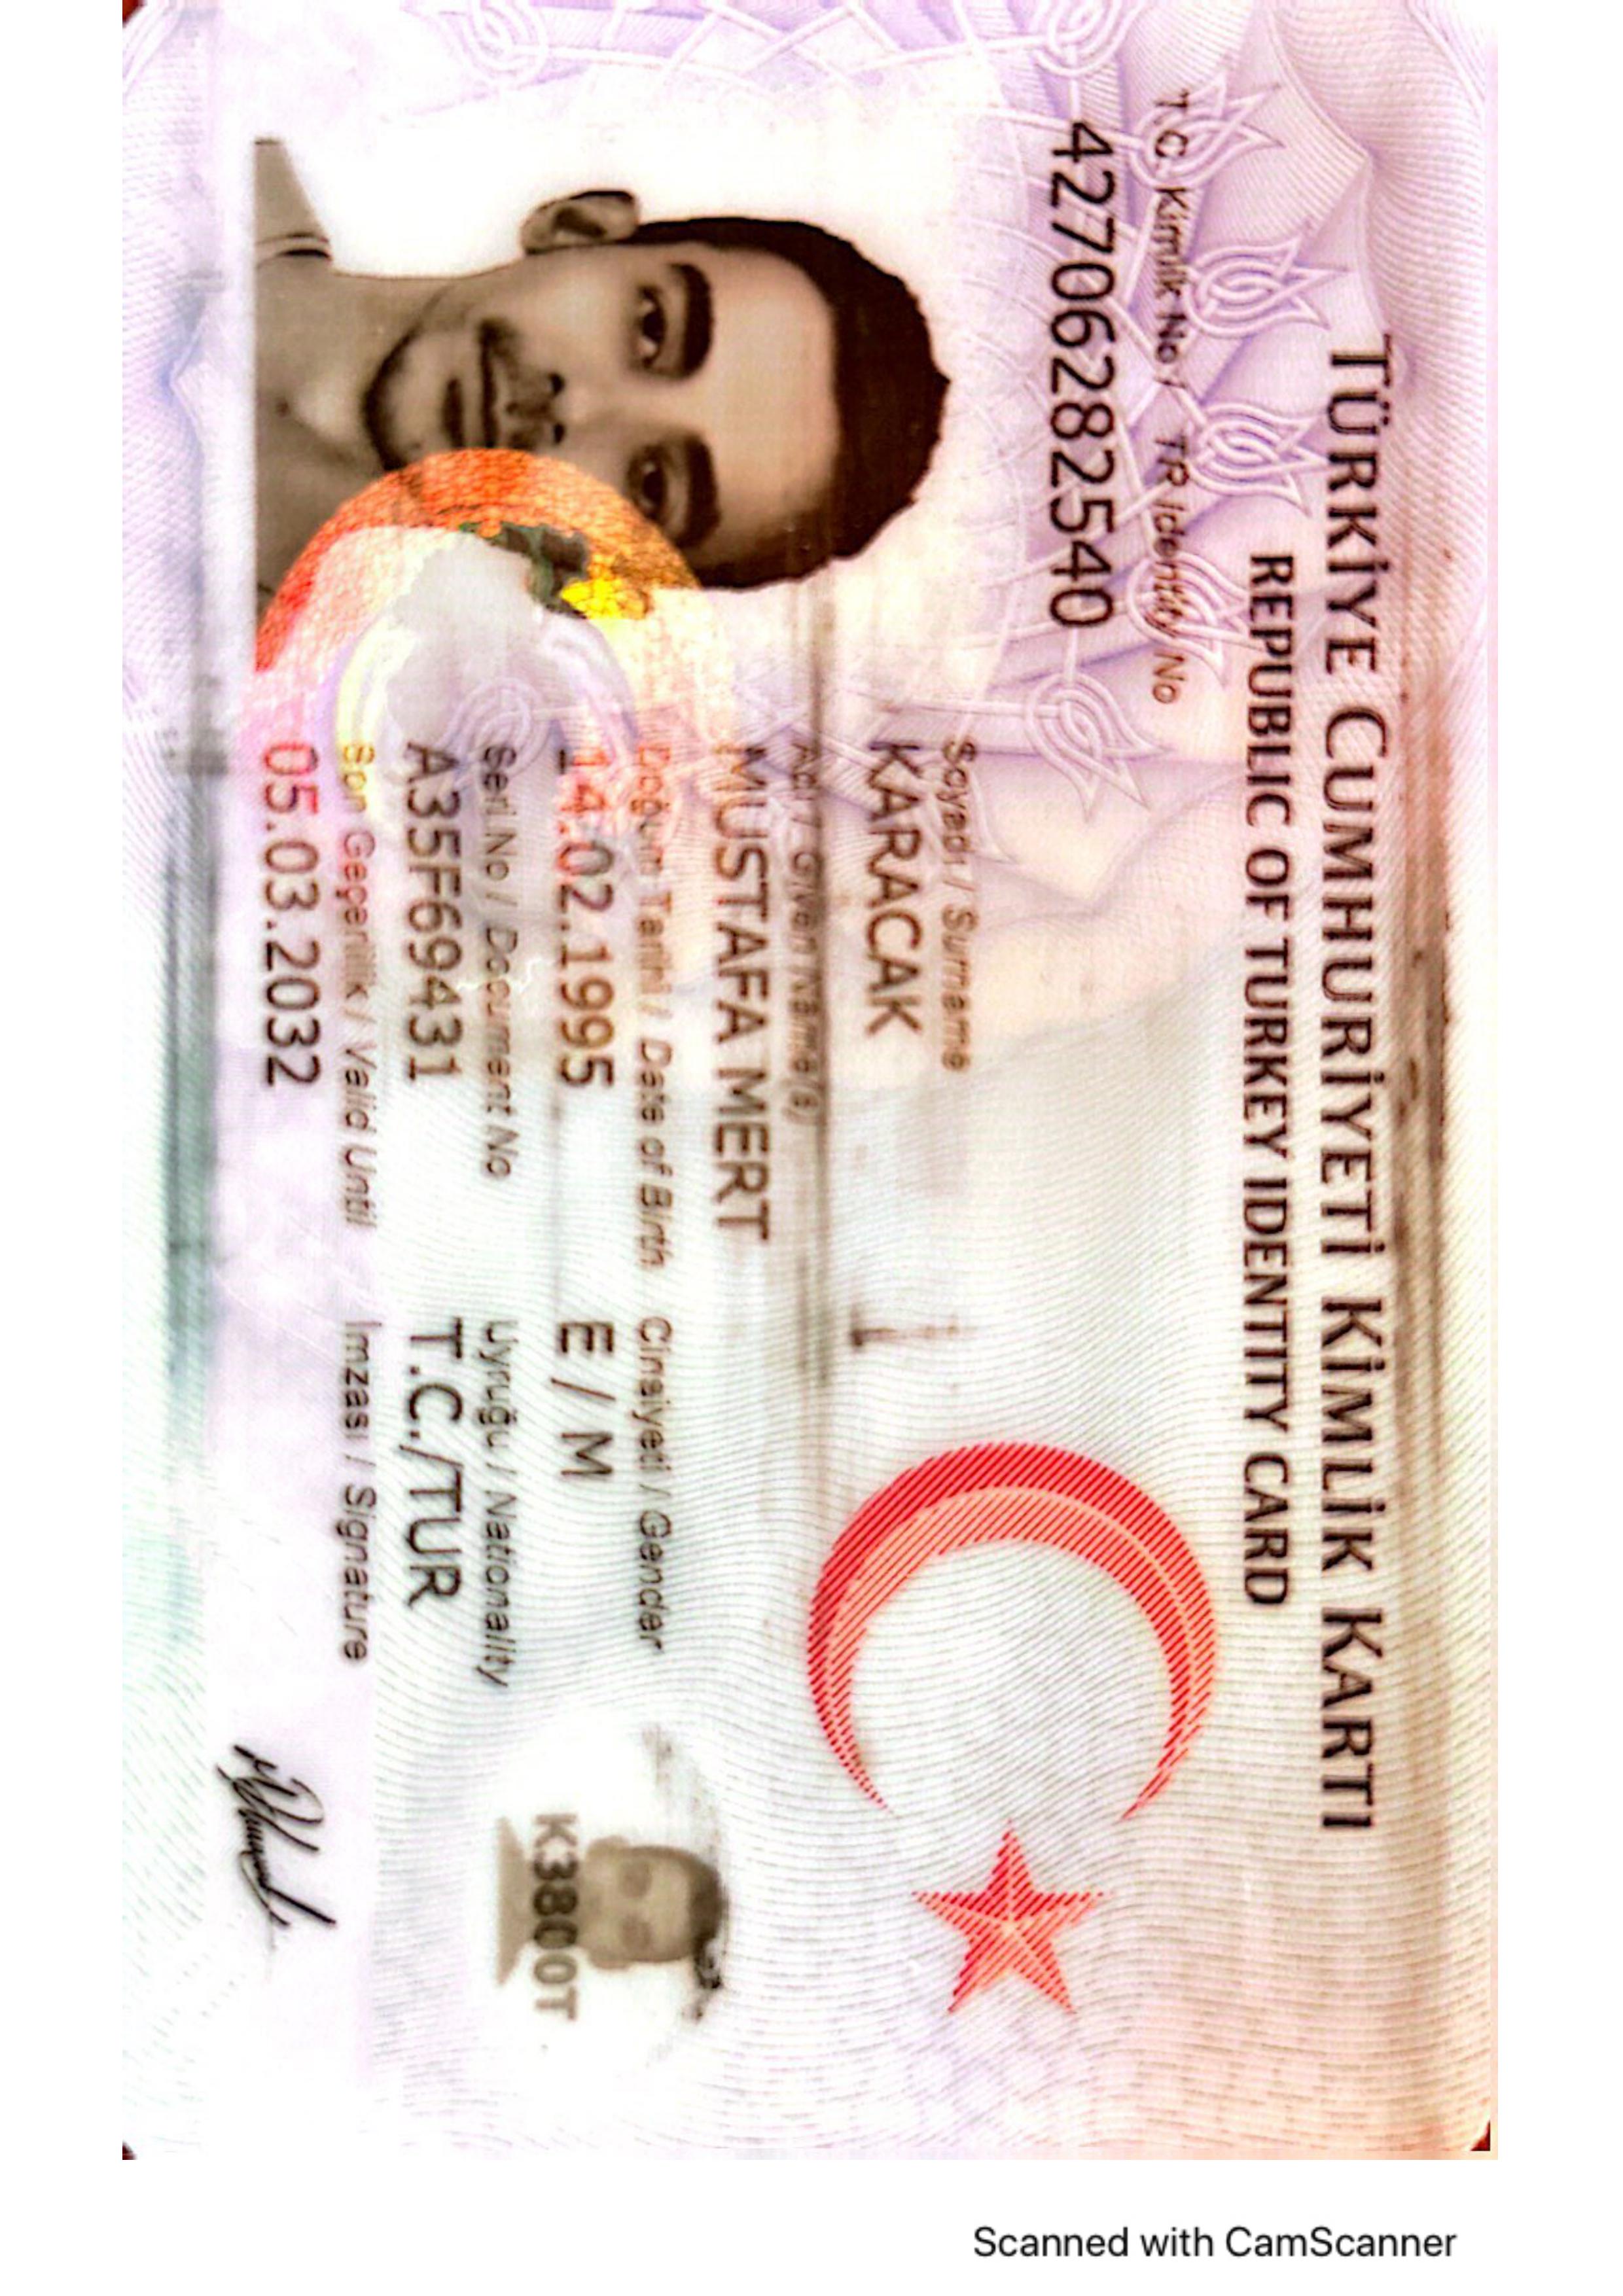 TÜRKİYE CUMHURİYETİ KİMLİK KARTI
REPUBLIC OF TURKEY IDENTITY CARD
T.C. Kimlik No / TR Identity No
427706282540
Soyadı / Surname
KARACAK
Adı / Given Name(s)
MUSTAFA MERT
Doğum Tarihi / Date of Birth
14.02.1995
Cinsiyeti / Gender
E / M
Seri No / Document No
A35F69431
Uyruğu / Nationality
T.C./TUR
Son Geçerlilik / Valid Until
05.03.2032
İmzası / Signature
K3800T
Scanned with CamScanner